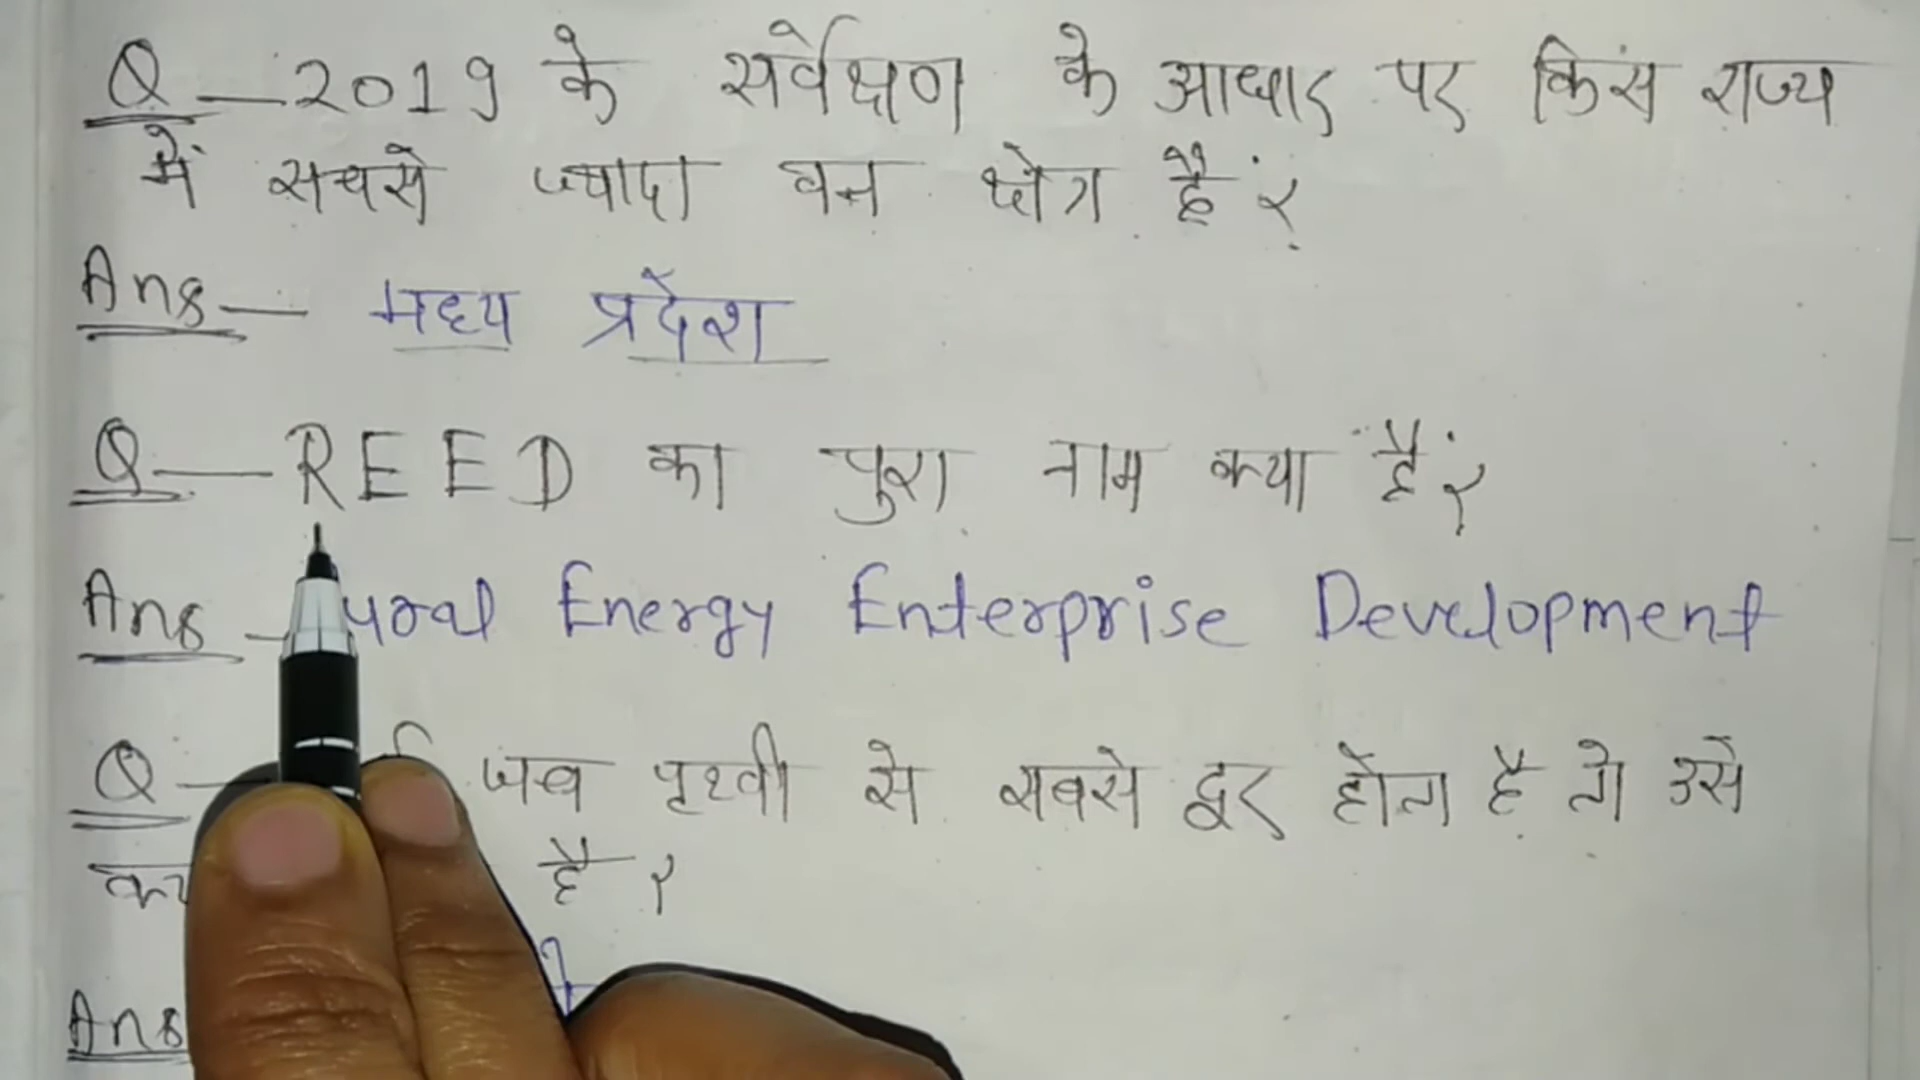 Q — 2019 के सर्वेक्षण के आधार पर किस राज्य
में सबसे ज्यादा वन क्षेत्र है?
Ans — मध्य प्रदेश
Q — REED का पुरा नाम क्या है?
Ans - Energy Enterprise Development
Q — जब पृथ्वी से सबसे दूर होता है तो उसे
है?
Ans